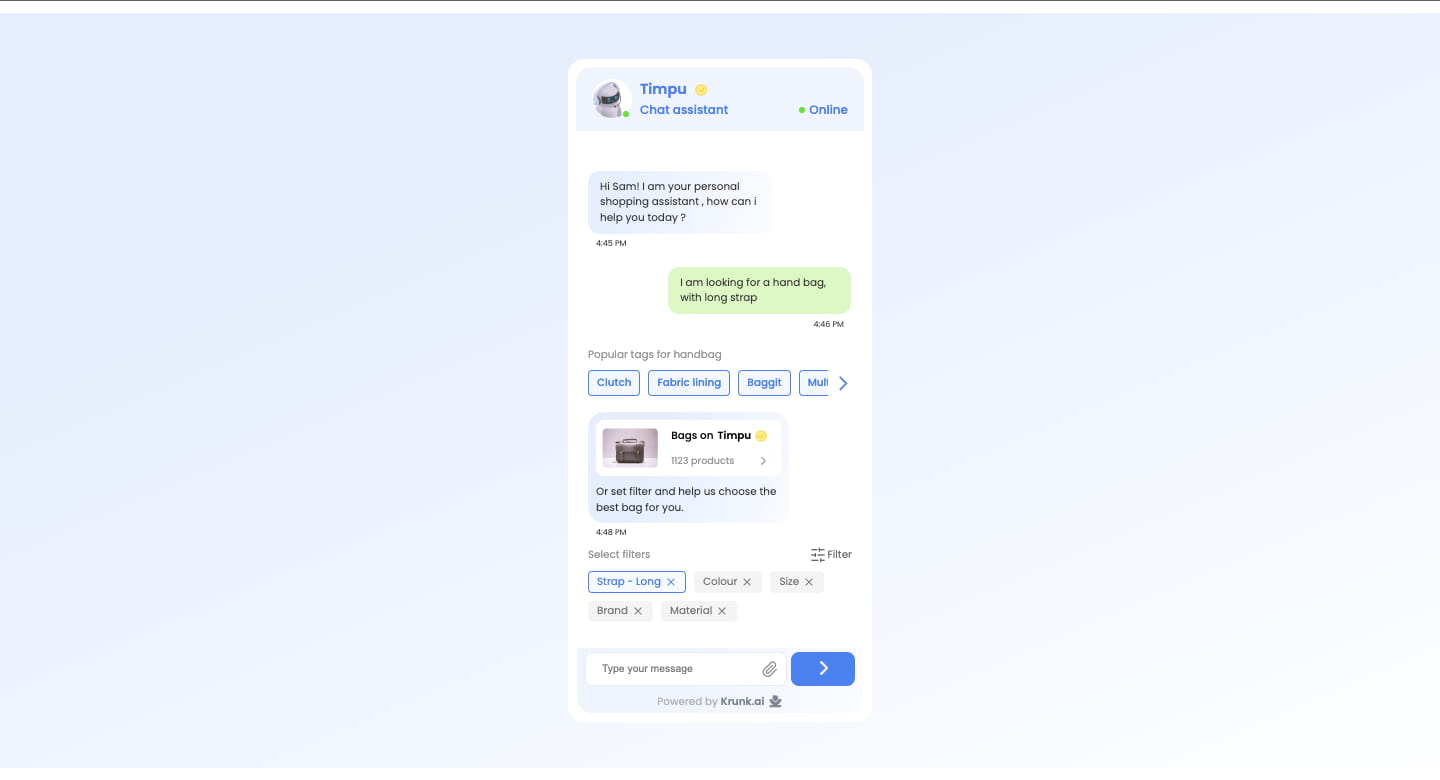 Timpu
Chat assistant
Online
Hi Sam! I am your personal
shopping assistant , how can i
help you today ?
4:45 PM
I am looking for a hand bag,
with long strap
4:46 PM
Popular tags for handbag
Clutch Fabric lining Baggit
Bags on Timpu
1123 products
Or set filter and help us choose the
best bag for you.
4:48 PM
Select filters Filter
Strap - Long Colour Size
Brand Material
Type your message
Powered by Krunk.ai